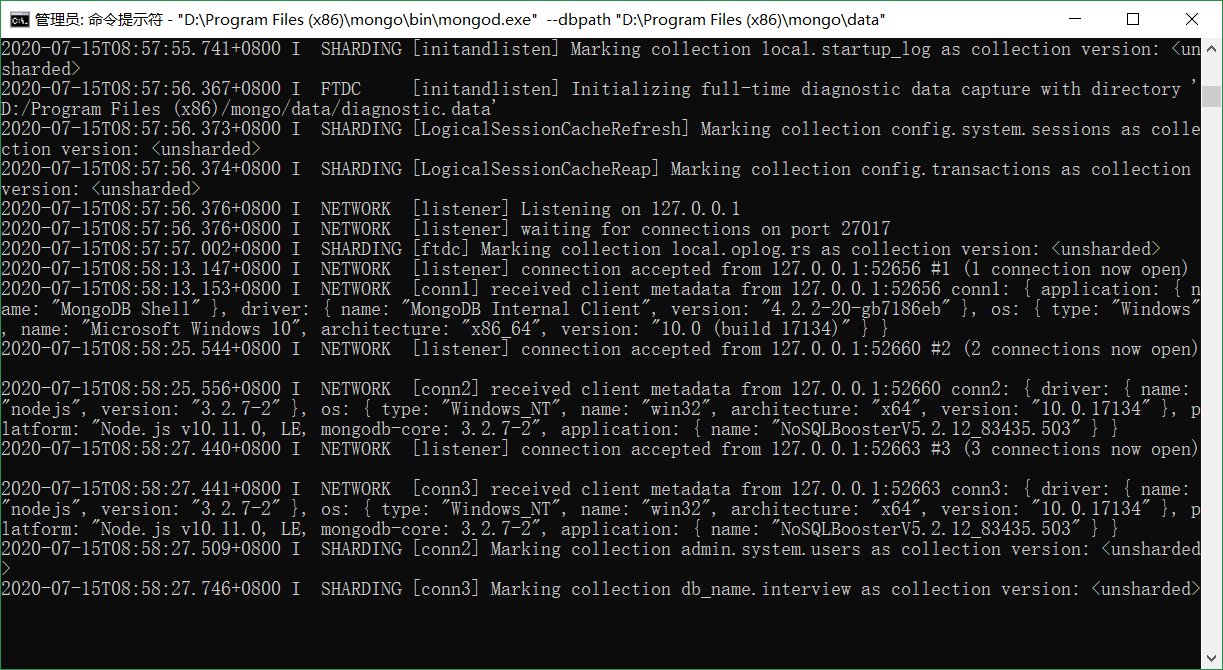 管理员: 命令提示符 - "D:\Program Files (x86)\mongo\bin\mongod.exe"  --dbpath "D:\Program Files (x86)\mongo\data"
2020-07-15T08:57:55.741+0800 I  SHARDING [initandlisten] Marking collection local.startup_log as collection version: <un
sharded>
2020-07-15T08:57:56.367+0800 I  FTDC     [initandlisten] Initializing full-time diagnostic data capture with directory '
D:/Program Files (x86)/mongo/data/diagnostic.data'
2020-07-15T08:57:56.373+0800 I  SHARDING [LogicalSessionCacheRefresh] Marking collection config.system.sessions as colle
ction version: <unsharded>
2020-07-15T08:57:56.374+0800 I  SHARDING [LogicalSessionCacheReap] Marking collection config.transactions as collection
version: <unsharded>
2020-07-15T08:57:56.376+0800 I  NETWORK  [listener] Listening on 127.0.0.1
2020-07-15T08:57:56.376+0800 I  NETWORK  [listener] waiting for connections on port 27017
2020-07-15T08:57:57.002+0800 I  SHARDING [ftdc] Marking collection local.oplog.rs as collection version: <unsharded>
2020-07-15T08:58:13.147+0800 I  NETWORK  [listener] connection accepted from 127.0.0.1:52656 #1 (1 connection now open)
2020-07-15T08:58:13.153+0800 I  NETWORK  [conn1] received client metadata from 127.0.0.1:52656 conn1: { application: { n
ame: "MongoDB Shell" }, driver: { name: "MongoDB Internal Client", version: "4.2.2-20-gb7186eb" }, os: { type: "Windows"
, name: "Microsoft Windows 10", architecture: "x86_64", version: "10.0 (build 17134)" } }
2020-07-15T08:58:25.544+0800 I  NETWORK  [listener] connection accepted from 127.0.0.1:52660 #2 (2 connections now open)
2020-07-15T08:58:25.556+0800 I  NETWORK  [conn2] received client metadata from 127.0.0.1:52660 conn2: { driver: { name:
"nodejs", version: "3.2.7-2" }, os: { type: "Windows_NT", name: "win32", architecture: "x64", version: "10.0.17134" }, p
latform: "Node.js v10.11.0, LE, mongodb-core: 3.2.7-2", application: { name: "NoSQLBoosterV5.2.12_83435.503" } }
2020-07-15T08:58:27.440+0800 I  NETWORK  [listener] connection accepted from 127.0.0.1:52663 #3 (3 connections now open)
2020-07-15T08:58:27.441+0800 I  NETWORK  [conn3] received client metadata from 127.0.0.1:52663 conn3: { driver: { name:
"nodejs", version: "3.2.7-2" }, os: { type: "Windows_NT", name: "win32", architecture: "x64", version: "10.0.17134" }, p
latform: "Node.js v10.11.0, LE, mongodb-core: 3.2.7-2", application: { name: "NoSQLBoosterV5.2.12_83435.503" } }
2020-07-15T08:58:27.509+0800 I  SHARDING [conn2] Marking collection admin.system.users as collection version: <unsharded
>
2020-07-15T08:58:27.746+0800 I  SHARDING [conn3] Marking collection db_name.interview as collection version: <unsharded>